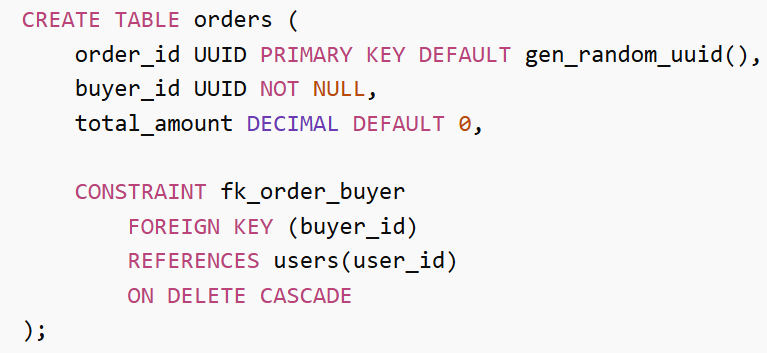 CREATE TABLE orders (
    order_id UUID PRIMARY KEY DEFAULT gen_random_uuid(),
    buyer_id UUID NOT NULL,
    total_amount DECIMAL DEFAULT 0,

    CONSTRAINT fk_order_buyer
        FOREIGN KEY (buyer_id)
        REFERENCES users(user_id)
        ON DELETE CASCADE
);